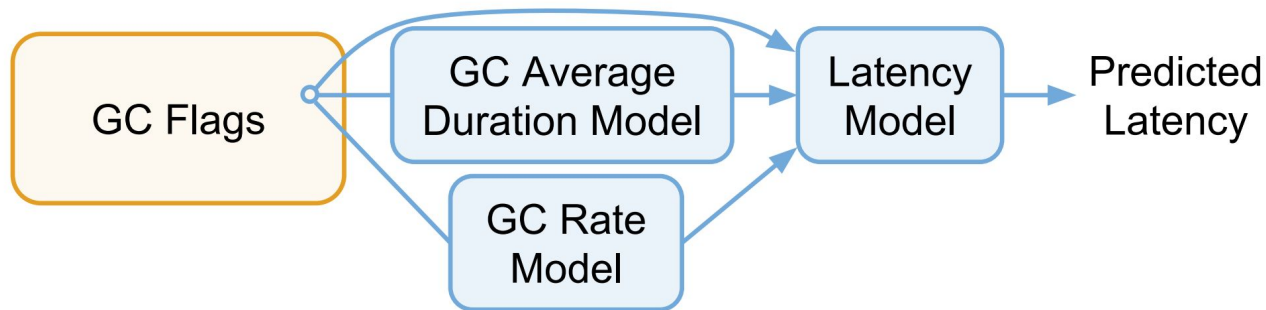 GC Flags
GC Average
Duration Model
GC Rate
Model
Latency
Model
Predicted
Latency